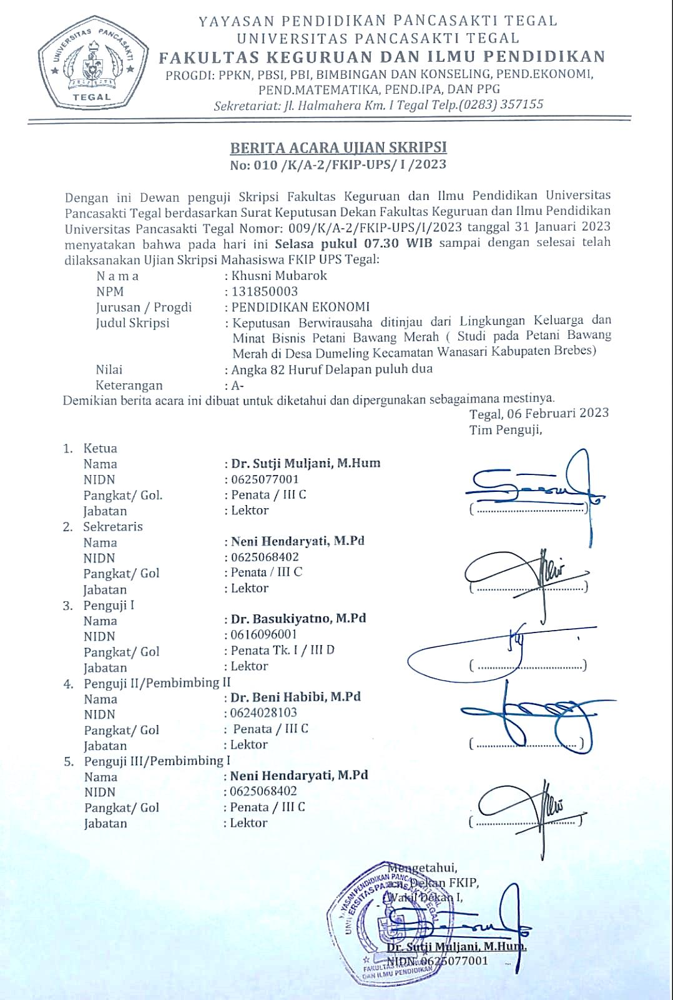 UNIVERSITAS PANCASAKTI
TEGAL
YAYASAN PENDIDIKAN PANCASAKTI TEGAL
UNIVERSITAS PANCASAKTI TEGAL
FAKULTAS KEGURUAN DAN ILMU PENDIDIKAN
PROGDI: PPKN, PBSI, PBI, BIMBINGAN DAN KONSELING, PEND.EKONOMI,
PEND.MATEMATIKA, PEND.IPA, DAN PPG
Sekretariat: Jl. Halmahera Km. I Tegal Telp.(0283) 357155
BERITA ACARA UJIAN SKRIPSI
No: 010 /K/A-2/FKIP-UPS/ I /2023
Dengan ini Dewan penguji Skripsi Fakultas Keguruan dan Ilmu Pendidikan Universitas
Pancasakti Tegal berdasarkan Surat Keputusan Dekan Fakultas Keguruan dan Ilmu Pendidikan
Universitas Pancasakti Tegal Nomor: 009/K/A-2/FKIP-UPS/I/2023 tanggal 31 Januari 2023
menyatakan bahwa pada hari ini Selasa pukul 07.30 WIB sampai dengan selesai telah
dilaksanakan Ujian Skripsi Mahasiswa FKIP UPS Tegal:
N a m a : Khusni Mubarok
NPM : 131850003
Jurusan / Progdi : PENDIDIKAN EKONOMI
Judul Skripsi : Keputusan Berwirausaha ditinjau dari Lingkungan Keluarga dan
Minat Bisnis Petani Bawang Merah ( Studi pada Petani Bawang
Merah di Desa Dumeling Kecamatan Wanasari Kabupaten Brebes)
Nilai : Angka 82 Huruf Delapan puluh dua
Keterangan : A-
Demikian berita acara ini dibuat untuk diketahui dan dipergunakan sebagaimana mestinya.
Tegal, 06 Februari 2023
Tim Penguji,
1. Ketua
Nama : Dr. Sutji Muljani, M.Hum
NIDN : 0625077001
Pangkat/ Gol. : Penata / III C
Jabatan : Lektor (...................................)
2. Sekretaris
Nama : Neni Hendaryati, M.Pd
NIDN : 0625068402
Pangkat/ Gol : Penata / III C
Jabatan : Lektor (...................................)
3. Penguji I
Nama : Dr. Basukiyatno, M.Pd
NIDN : 0616096001
Pangkat/ Gol : Penata Tk. I / III D
Jabatan : Lektor (...................................)
4. Penguji II/Pembimbing II
Nama : Dr. Beni Habibi, M.Pd
NIDN : 0624028103
Pangkat/ Gol : Penata / III C
Jabatan : Lektor (................................. )
5. Penguji III/Pembimbing I
Nama : Neni Hendaryati, M.Pd
NIDN : 0625068402
Pangkat/ Gol : Penata / III C
Jabatan : Lektor (................................. )
Mengetahui,
Dekan FKIP,
Wakil Dekan I,
YAYASAN PENDIDIKAN PANCASAKTI TEGAL
UNIVERSITAS PANCASAKTI TEGAL
FAKULTAS KEGURUAN
DAN ILMU PENDIDIKAN
Dr. Sutji Muljani, M.Hum.
NIDN. 0625077001